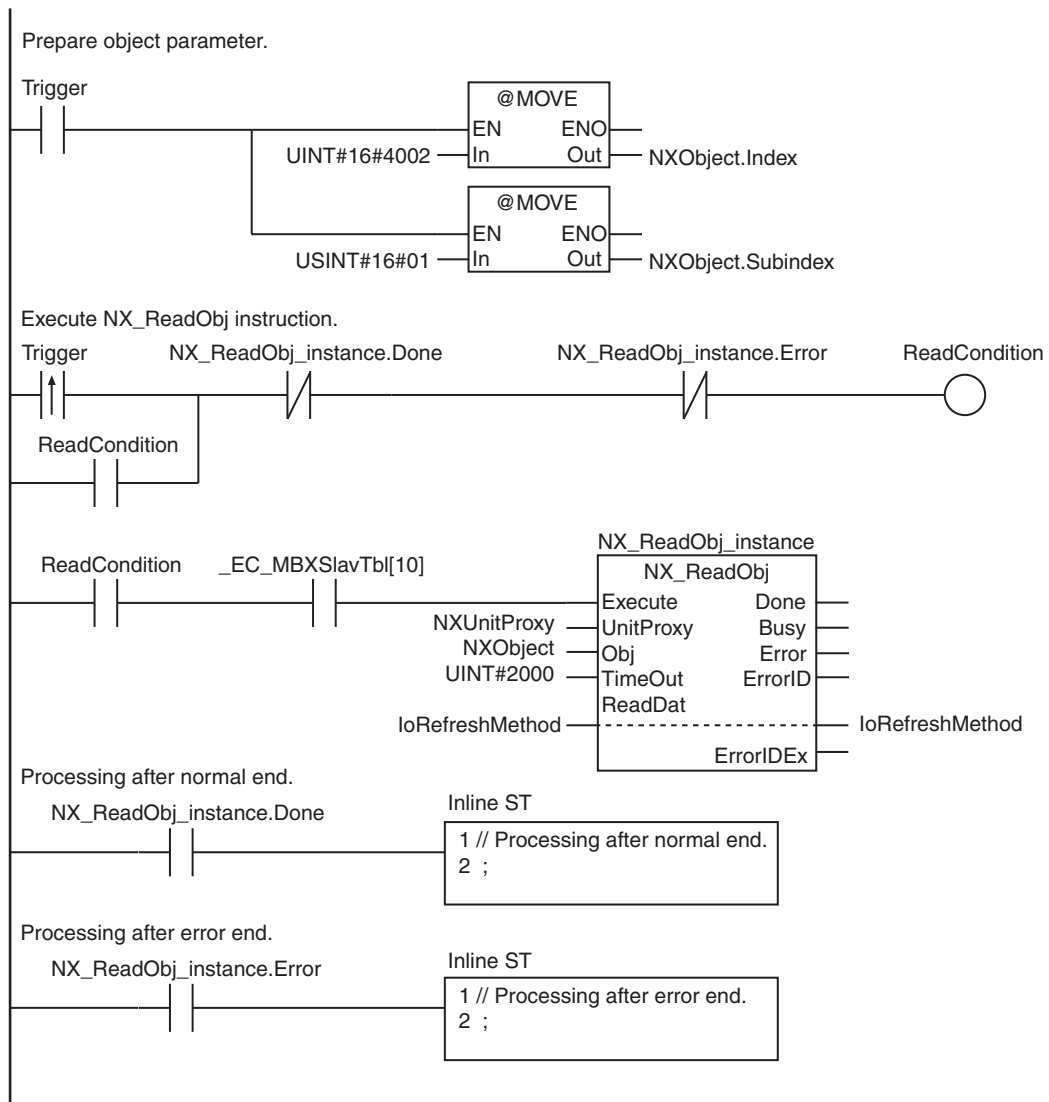 Prepare object parameter.
Trigger
@MOVE
EN ENO
UINT#16#4002 In Out NXObject.Index
@MOVE
EN ENO
USINT#16#01 In Out NXObject.Subindex
Execute NX_ReadObj instruction.
Trigger NX_ReadObj_instance.Done NX_ReadObj_instance.Error ReadCondition
ReadCondition
NX_ReadObj_instance
ReadCondition _EC_MBXSlavTbl[10] NX_ReadObj
Execute Done
NXUnitProxy UnitProxy Busy
NXObject Obj Error
UINT#2000 TimeOut ErrorID
ReadDat
IoRefreshMethod IoRefreshMethod
ErrorIDEx
Processing after normal end.
NX_ReadObj_instance.Done Inline ST
1 // Processing after normal end.
2 ;
Processing after error end.
NX_ReadObj_instance.Error Inline ST
1 // Processing after error end.
2 ;